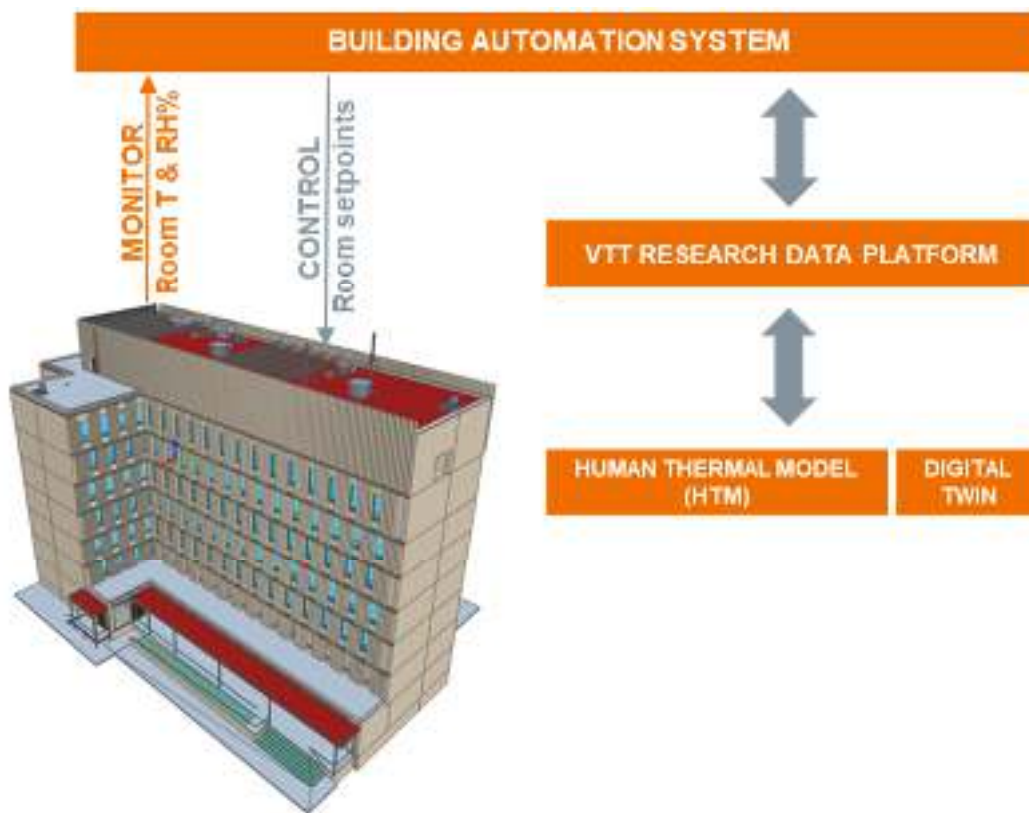 BUILDING AUTOMATION SYSTEM
MONITOR
Room T & RH%
CONTROL
Room setpoints
VTT RESEARCH DATA PLATFORM
HUMAN THERMAL MODEL
(HTM)
DIGITAL
TWIN